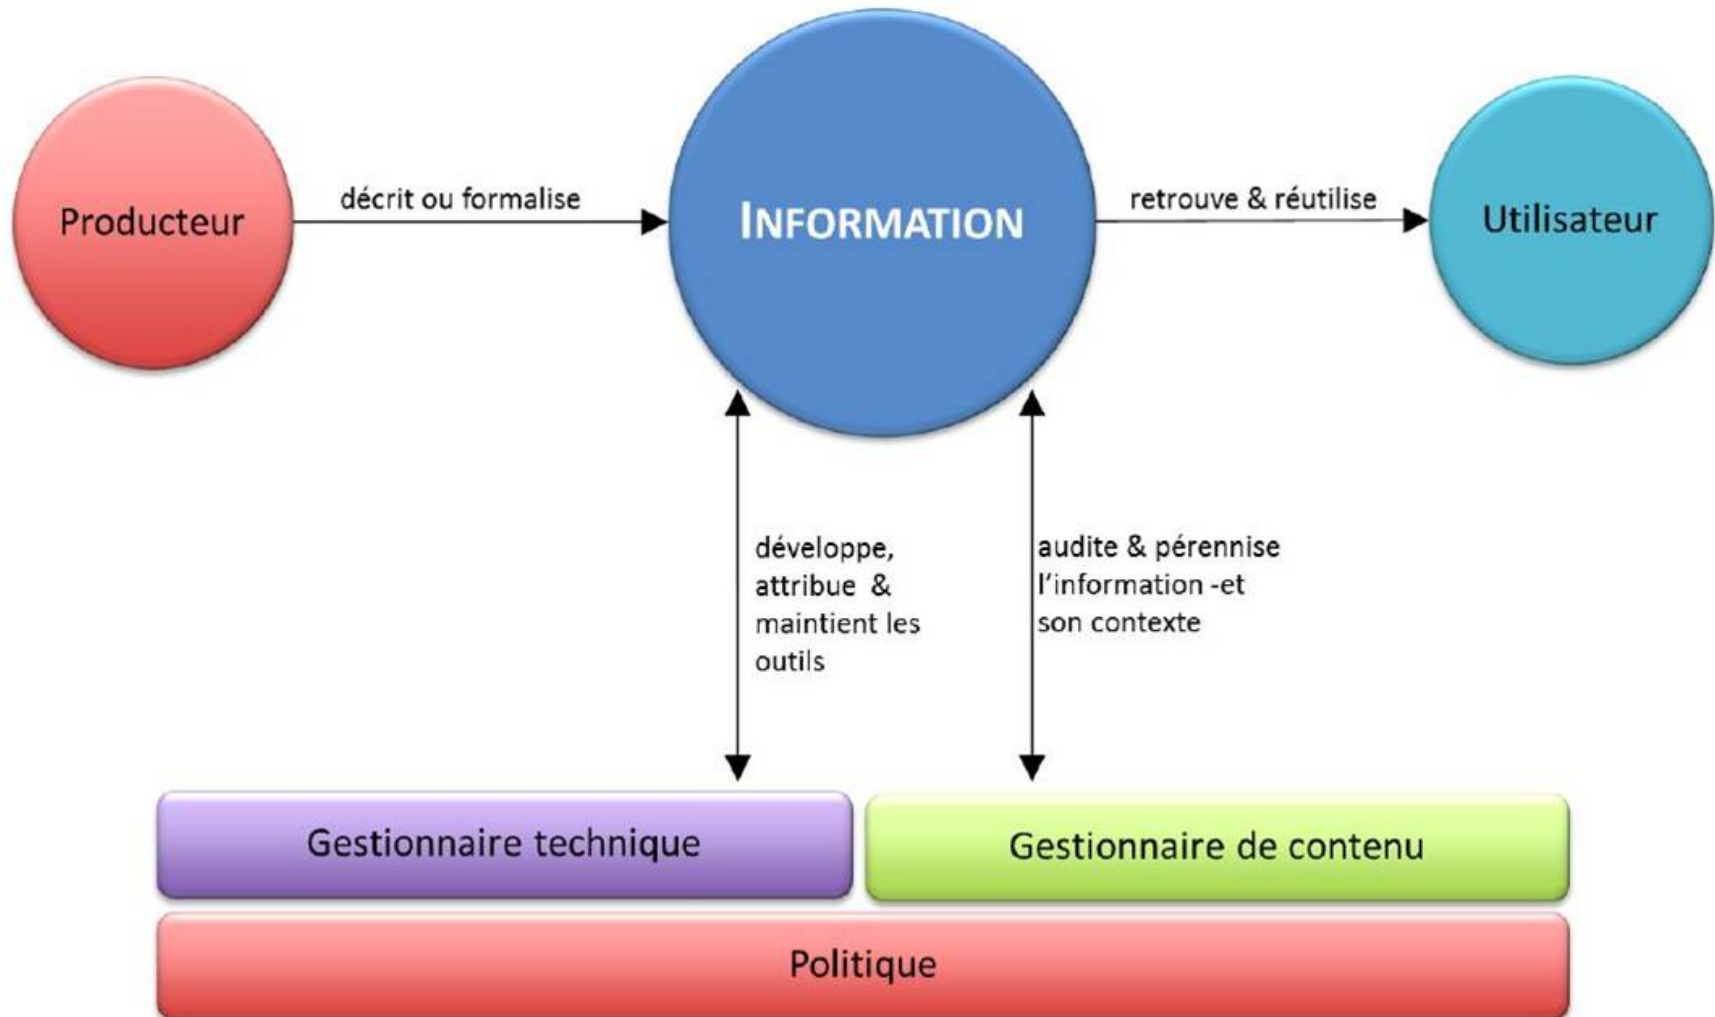 Producteur
décrit ou formalise
INFORMATION
retrouve & réutilise
Utilisateur
développe,
attribue &
maintient les
outils
audite & pérennise
l'information -et
son contexte
Gestionnaire technique
Gestionnaire de contenu
Politique